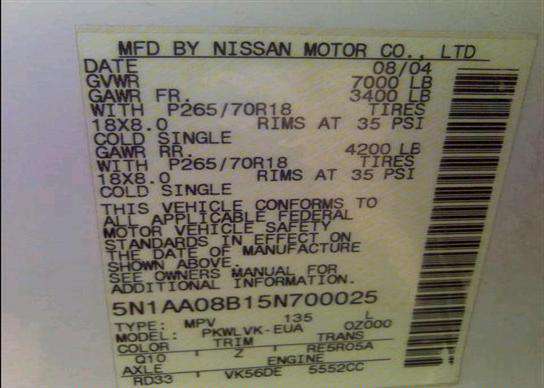 MFD BY NISSAN MOTOR CO., LTD
DATE 08/04
GVWR 7000 LB
GAWR FR. 3400 LB
WITH P265/70R18 TIRES
18X8.0 RIMS AT 35 PSI
COLD SINGLE
GAWR RR. 4200 LB
WITH P265/70R18 TIRES
18X8.0 RIMS AT 35 PSI
COLD SINGLE
THIS VEHICLE CONFORMS TO
ALL APPLICABLE FEDERAL
MOTOR VEHICLE SAFETY
STANDARDS IN EFFECT ON
THE DATE OF MANUFACTURE
SHOWN ABOVE.
SEE OWNERS MANUAL FOR
ADDITIONAL INFORMATION.
5N1AA08B15N700025
TYPE: MPV 135 L
MODEL: PKWLVK-EUA OZ000
COLOR TRIM TRANS
Q10 Z RE5R05A
AXLE ENGINE
RD33 VK56DE 5552CC